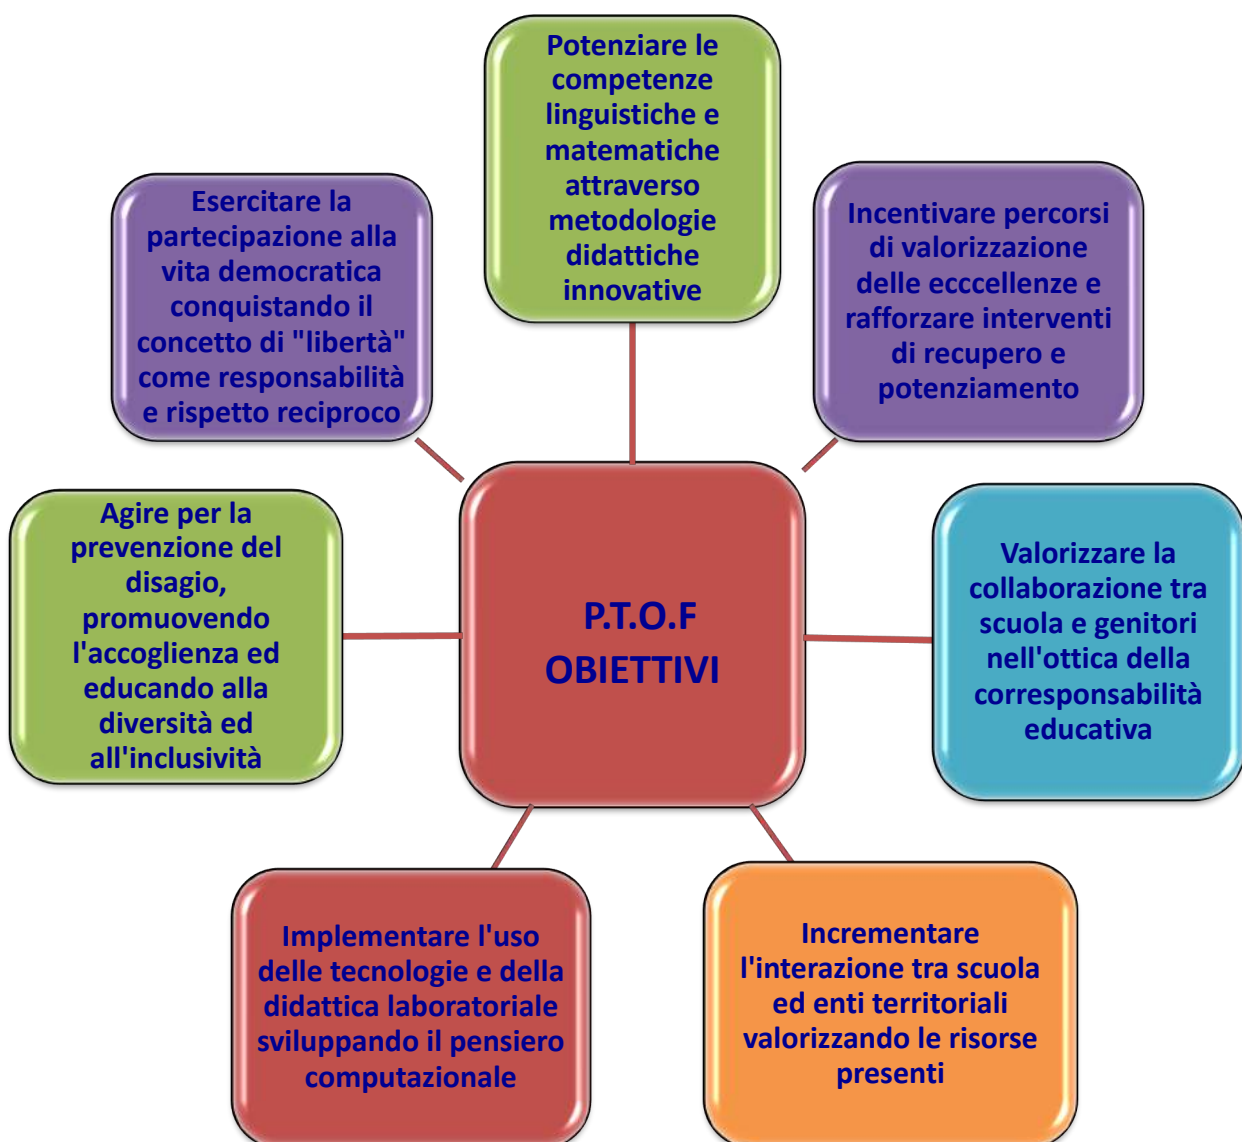 Potenziare le
competenze
linguistiche e
matematiche
attraverso
metodologie
didattiche
innovative
Incentivare percorsi
di valorizzazione
delle ecccellenze e
rafforzare interventi
di recupero e
potenziamento
Valorizzare la
collaborazione tra
scuola e genitori
nell'ottica della
corresponsabilità
educativa
Incrementare
l'interazione tra scuola
ed enti territoriali
valorizzando le risorse
presenti
Implementare l'uso
delle tecnologie e della
didattica laboratoriale
sviluppando il pensiero
computazionale
Agire per la
prevenzione del
disagio,
promuovendo
l'accoglienza ed
educando alla
diversità ed
all'inclusività
Esercitare la
partecipazione alla
vita democratica
conquistando il
concetto di "libertà"
come responsabilità
e rispetto reciproco
P.T.O.F
OBIETTIVI